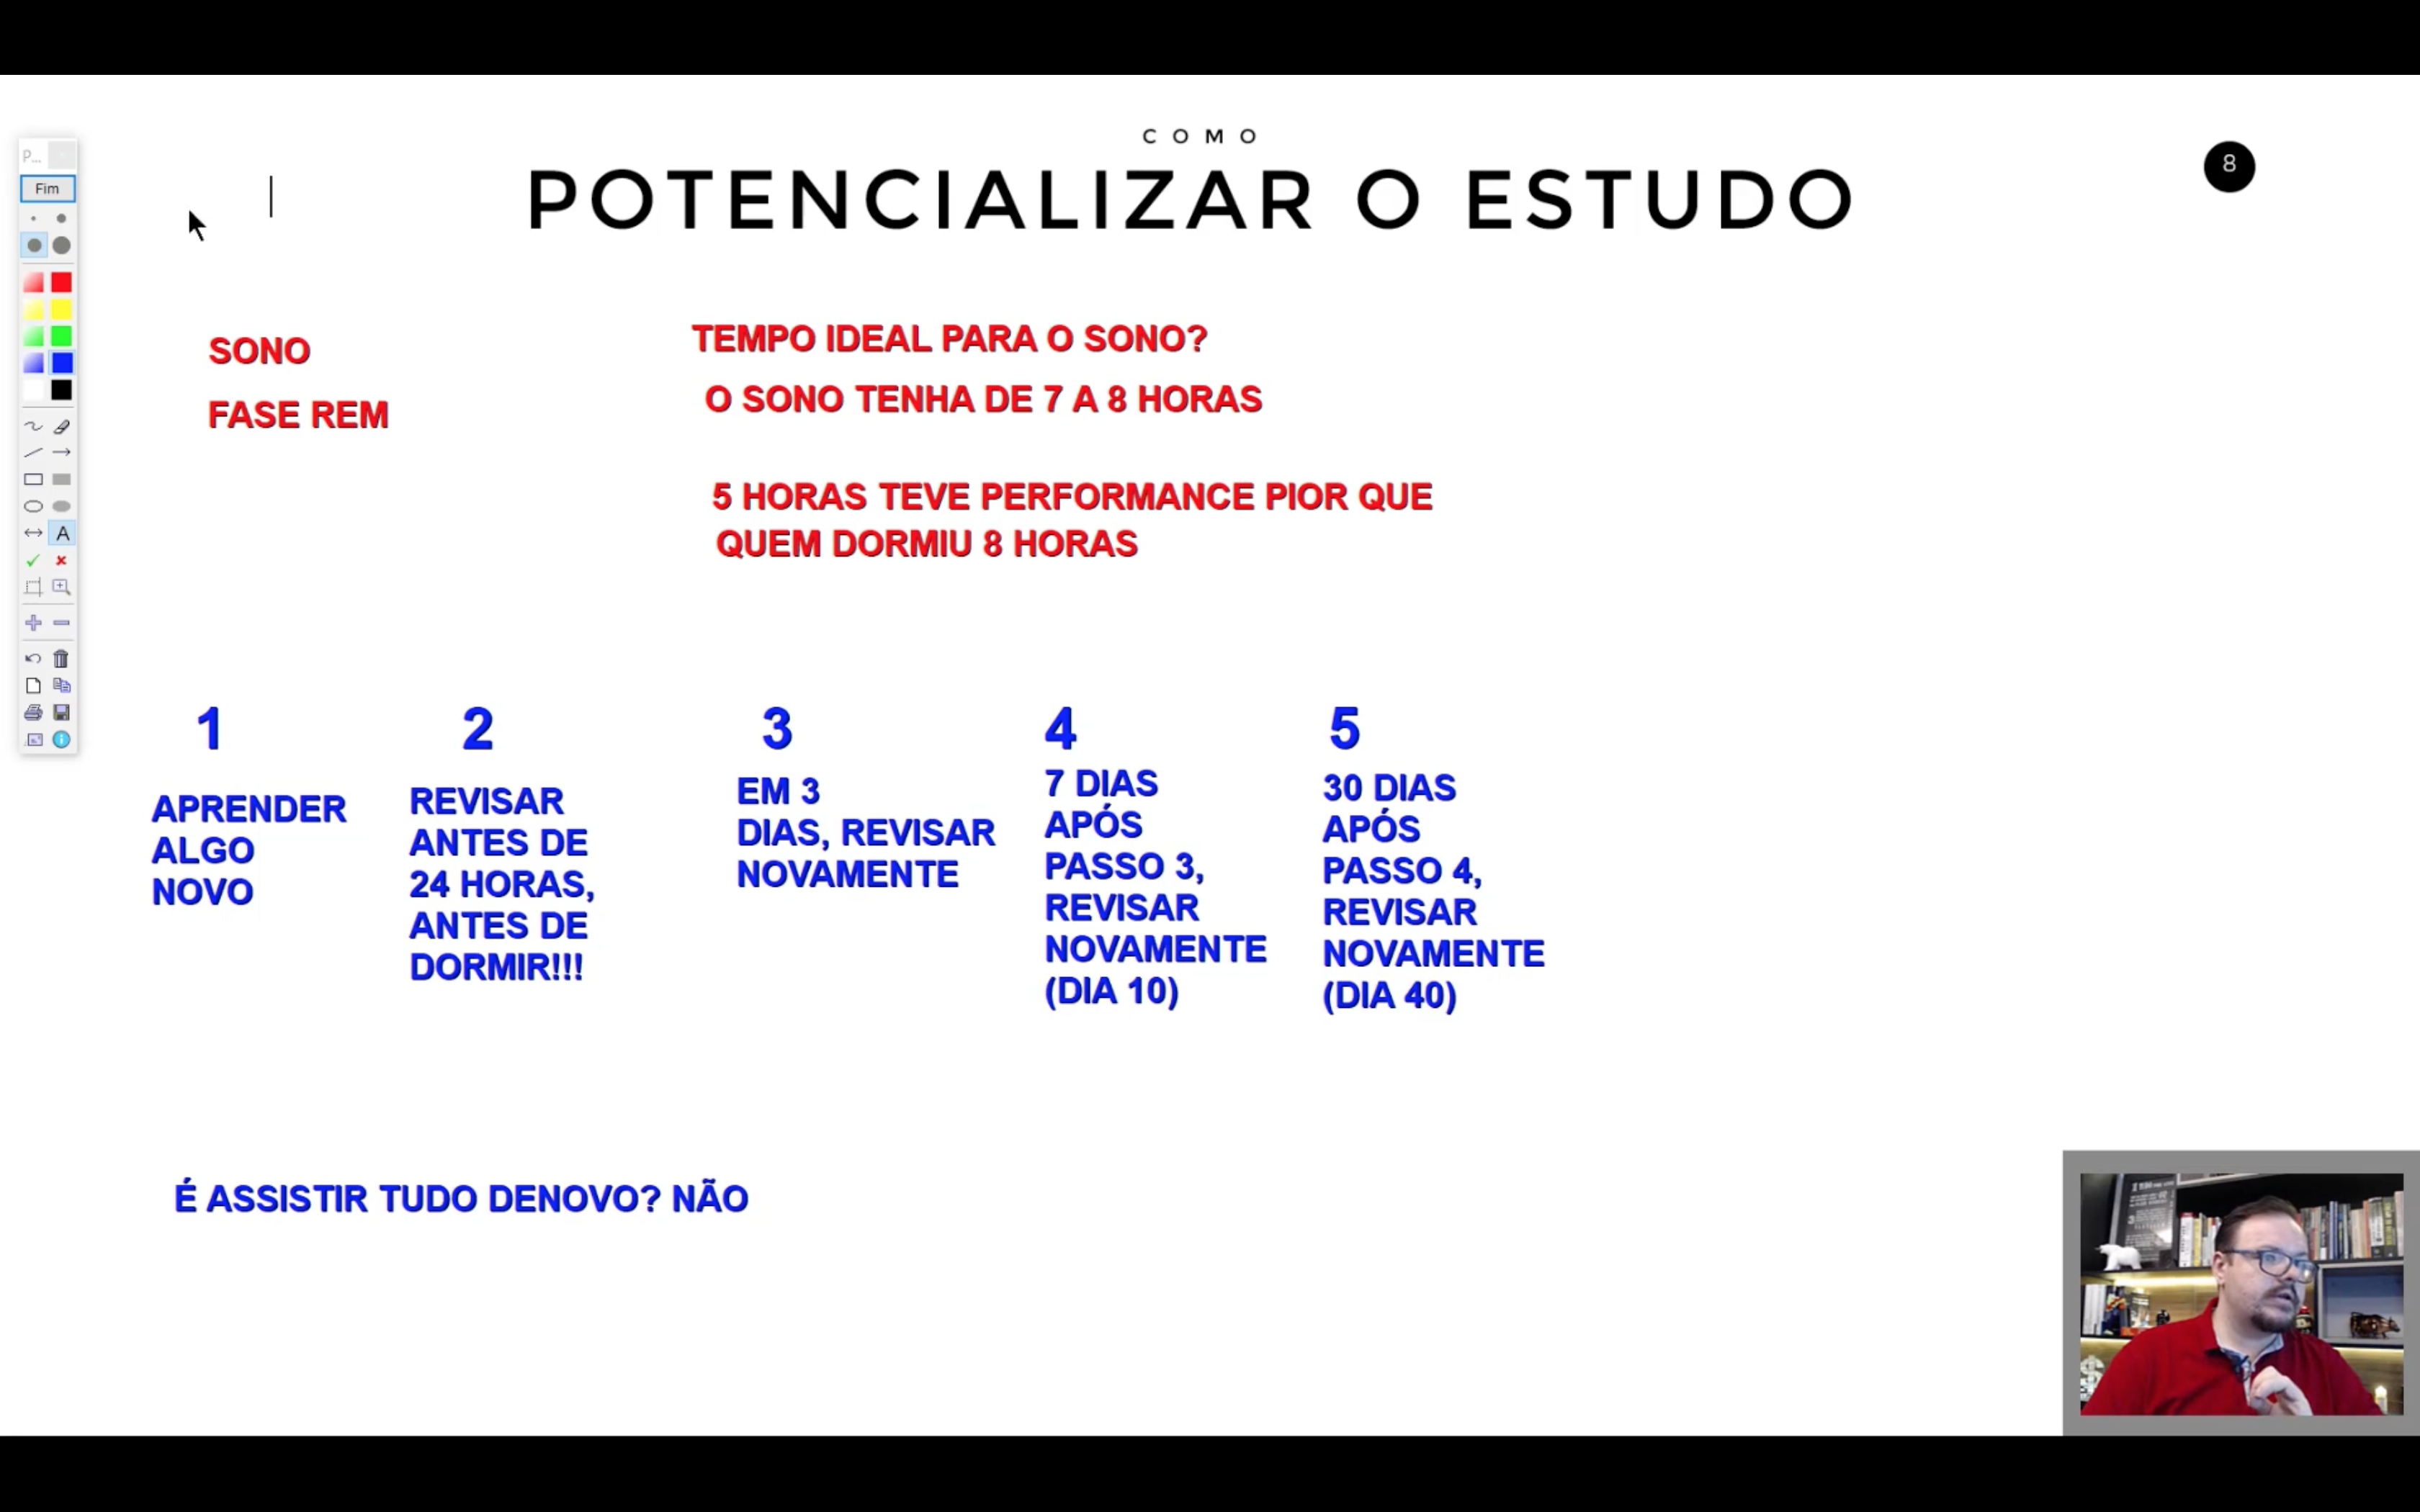 COMO
POTENCIALIZAR O ESTUDO
8
P...
Fim
A
SONO
FASE REM
TEMPO IDEAL PARA O SONO?
O SONO TENHA DE 7 A 8 HORAS
5 HORAS TEVE PERFORMANCE PIOR QUE
QUEM DORMIU 8 HORAS
1
APRENDER
ALGO
NOVO
2
REVISAR
ANTES DE
24 HORAS,
ANTES DE
DORMIR!!!
3
EM 3
DIAS, REVISAR
NOVAMENTE
4
7 DIAS
APÓS
PASSO 3,
REVISAR
NOVAMENTE
(DIA 10)
5
30 DIAS
APÓS
PASSO 4,
REVISAR
NOVAMENTE
(DIA 40)
É ASSISTIR TUDO DENOVO? NÃO